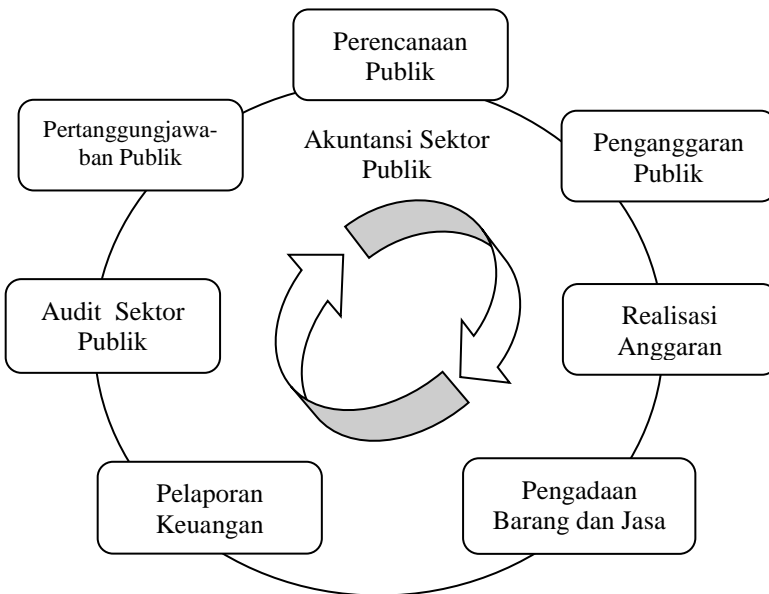 Perencanaan
Publik
Akuntansi Sektor
Publik
Penganggaran
Publik
Realisasi
Anggaran
Pengadaan
Barang dan Jasa
Pelaporan
Keuangan
Audit Sektor
Publik
Pertanggungjawa-
ban Publik